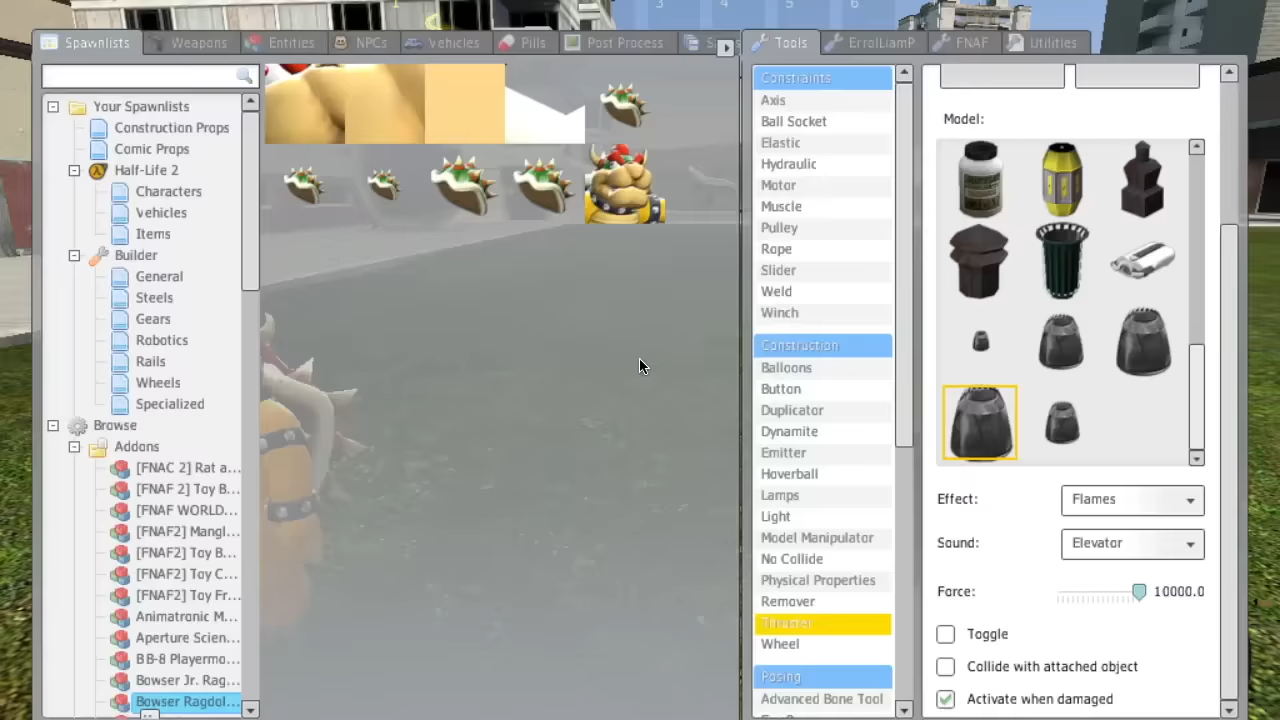 3 4 5 6
Spawnlists Weapons Entities NPCs Vehicles Pills Post Process
Tools ErrolLiamP FNAF Utilities
Your Spawnlists
Construction Props
Comic Props
Half-Life 2
Characters
Vehicles
Items
Builder
General
Steels
Gears
Robotics
Rails
Wheels
Specialized
Browse
Addons
[FNAC 2] Rat a...
[FNAF 2] Toy B...
[FNAF WORLD...
[FNAF2] Mangl...
[FNAF2] Toy B...
[FNAF2] Toy C...
[FNAF2] Toy Fr...
Animatronic M...
Aperture Scien...
BB-8 Playermo...
Bowser Jr. Rag...
Bowser Ragdol...
Constraints
Axis
Ball Socket
Elastic
Hydraulic
Motor
Muscle
Pulley
Rope
Slider
Weld
Winch
Construction
Balloons
Button
Duplicator
Dynamite
Emitter
Hoverball
Lamps
Light
Model Manipulator
No Collide
Physical Properties
Remover
Thruster
Wheel
Posing
Advanced Bone Tool
Model:
Effect: Flames
Sound: Elevator
Force: 10000.0
Toggle
Collide with attached object
Activate when damaged